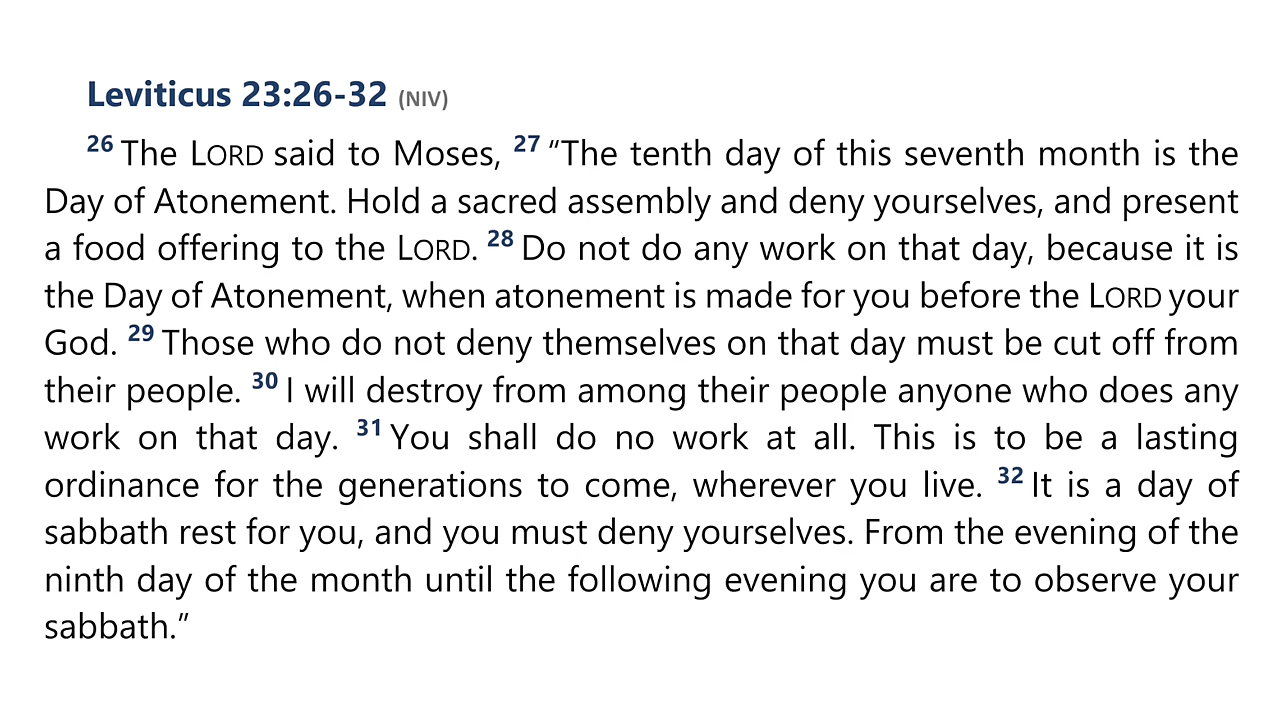 Leviticus 23:26-32 (NIV)
26 The LORD said to Moses, 27 “The tenth day of this seventh month is the
Day of Atonement. Hold a sacred assembly and deny yourselves, and present
a food offering to the LORD. 28 Do not do any work on that day, because it is
the Day of Atonement, when atonement is made for you before the LORD your
God. 29 Those who do not deny themselves on that day must be cut off from
their people. 30 I will destroy from among their people anyone who does any
work on that day. 31 You shall do no work at all. This is to be a lasting
ordinance for the generations to come, wherever you live. 32 It is a day of
sabbath rest for you, and you must deny yourselves. From the evening of the
ninth day of the month until the following evening you are to observe your
sabbath.”